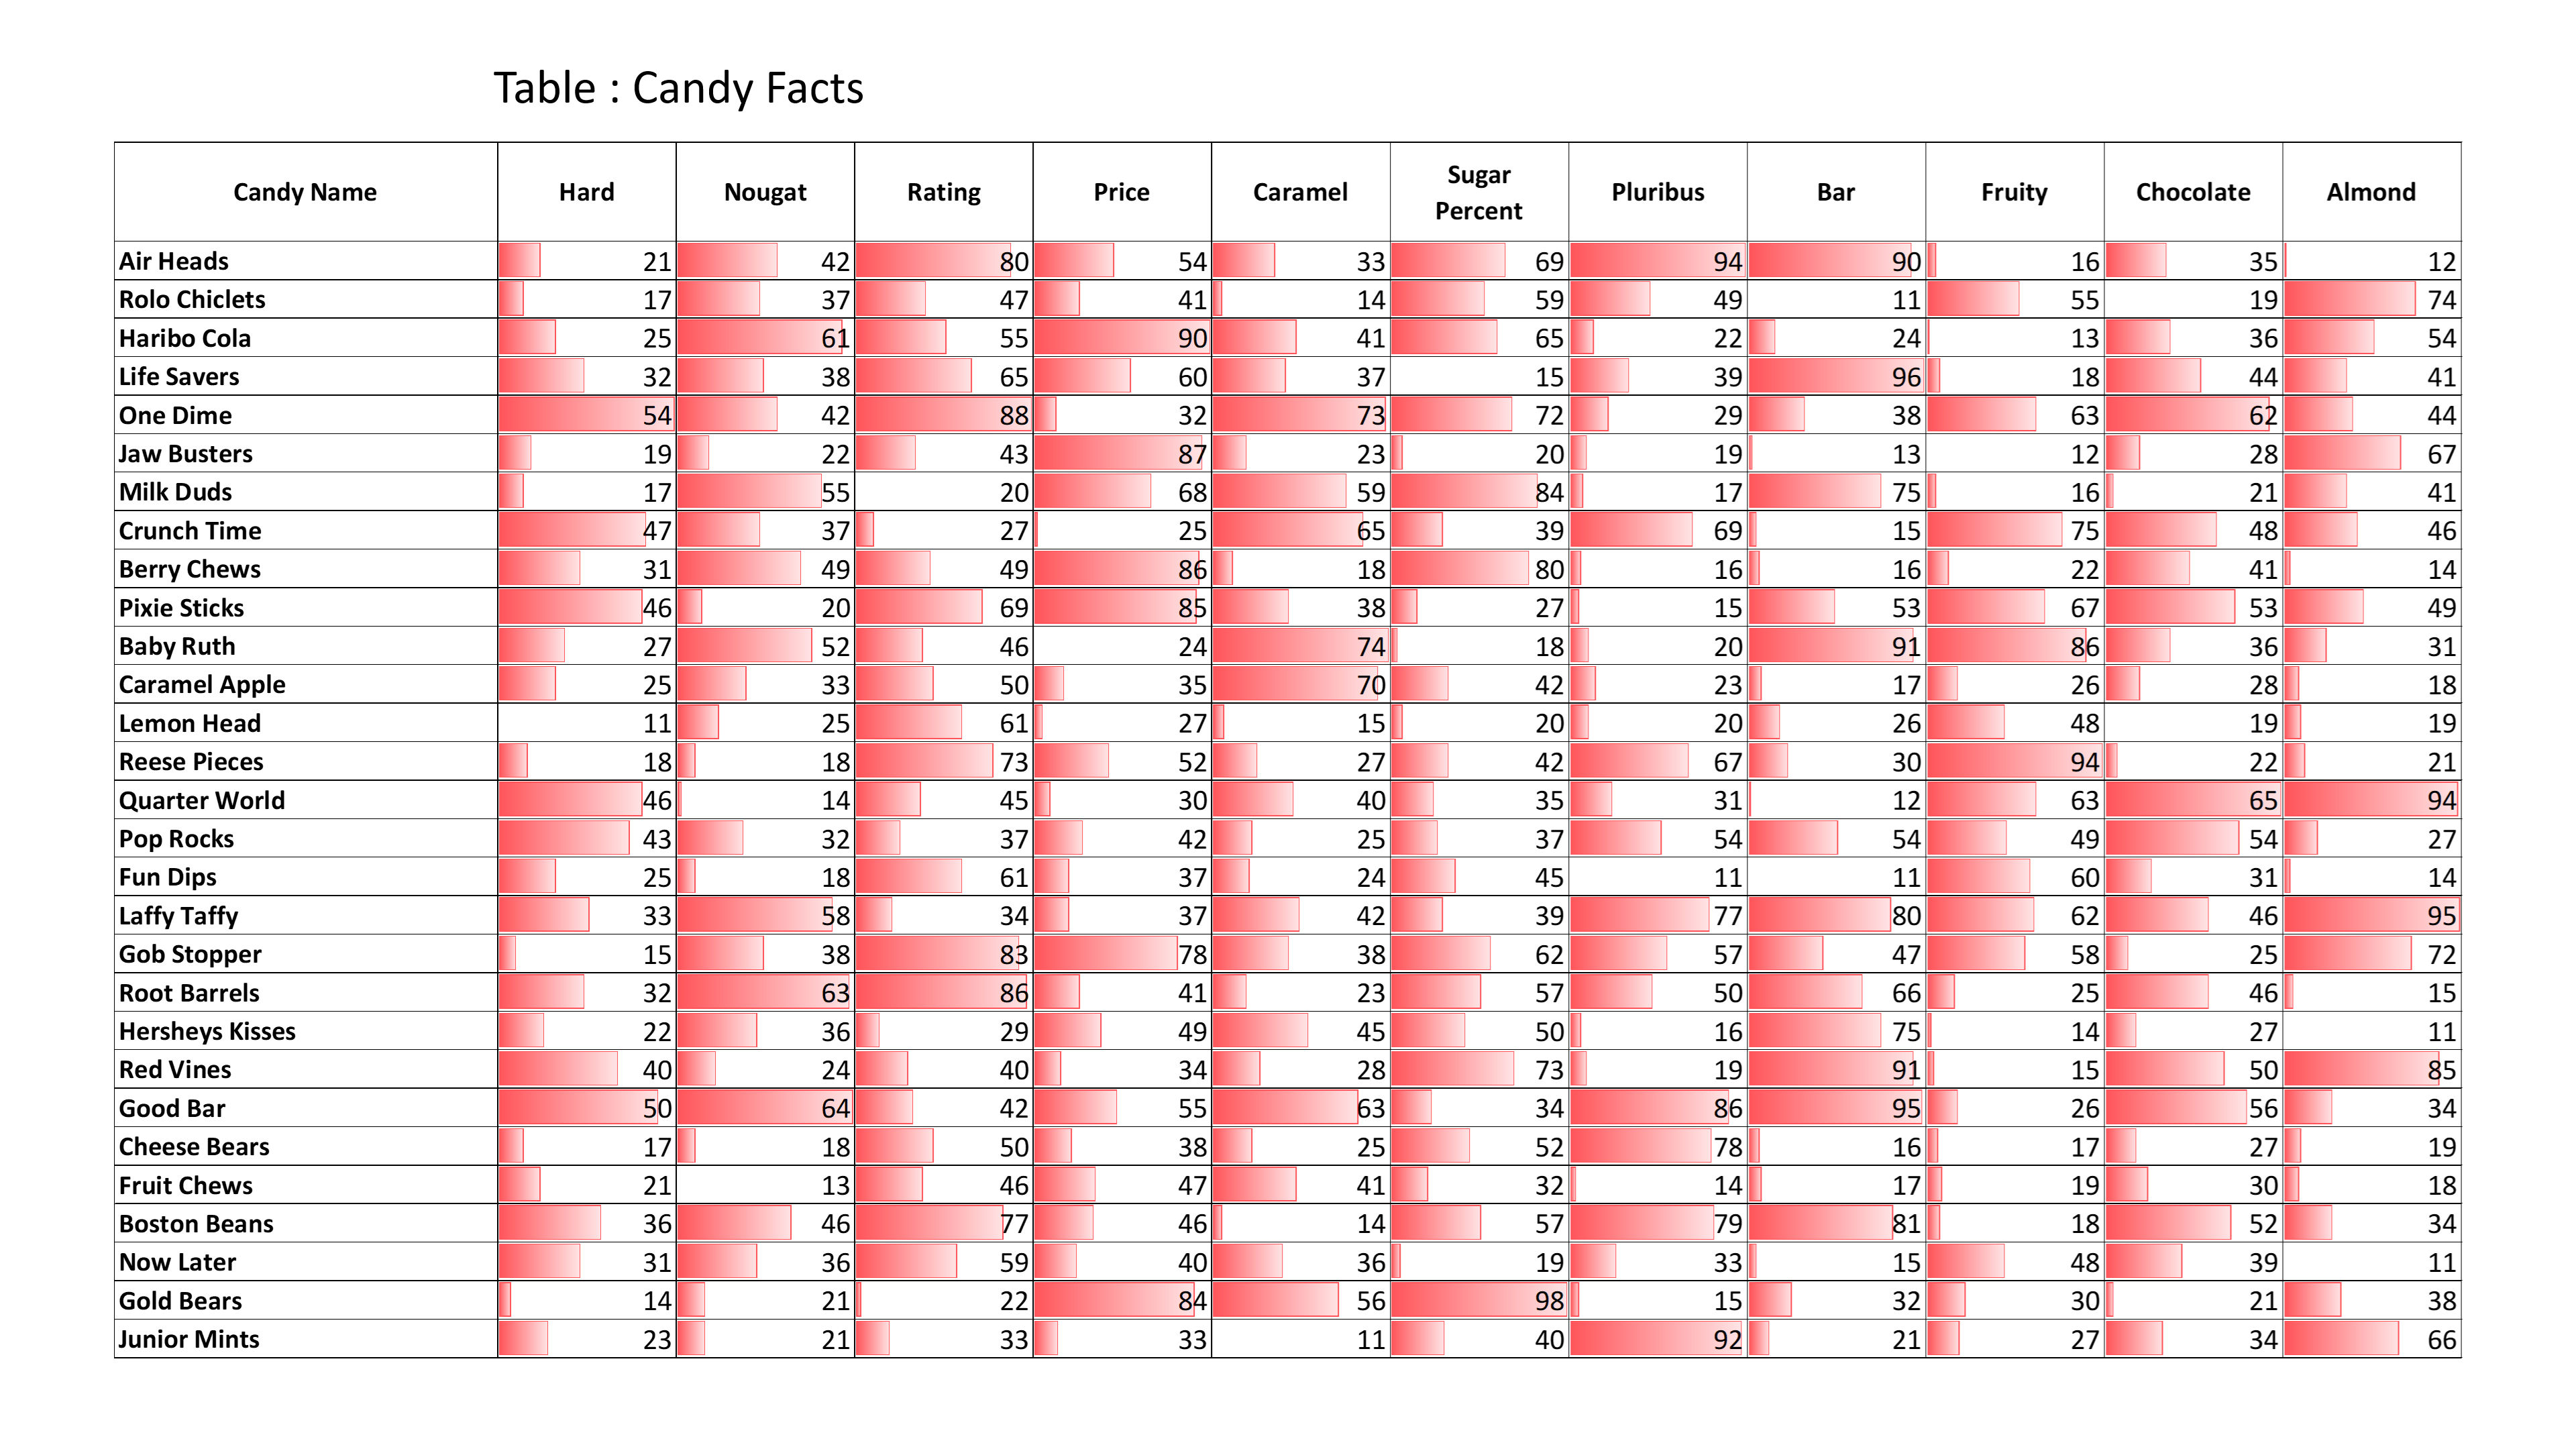 Table : Candy Facts
Candy Name Hard Nougat Rating Price Caramel Sugar Percent Pluribus Bar Fruity Chocolate Almond
Air Heads 21 42 80 54 33 69 94 90 16 35 12
Rolo Chiclets 17 37 47 41 14 59 49 11 55 19 74
Haribo Cola 25 61 55 90 41 65 22 24 13 36 54
Life Savers 32 38 65 60 37 15 39 96 18 44 41
One Dime 54 42 88 32 73 72 29 38 63 62 44
Jaw Busters 19 22 43 87 23 20 19 13 12 28 67
Milk Duds 17 55 20 68 59 84 17 75 16 21 41
Crunch Time 47 37 27 25 65 39 69 15 75 48 46
Berry Chews 31 49 49 86 18 80 16 16 22 41 14
Pixie Sticks 46 20 69 85 38 27 15 53 67 53 49
Baby Ruth 27 52 46 24 74 18 20 91 86 36 31
Caramel Apple 25 33 50 35 70 42 23 17 26 28 18
Lemon Head 11 25 61 27 15 20 20 26 48 19 19
Reese Pieces 18 18 73 52 27 42 67 30 94 22 21
Quarter World 46 14 45 30 40 35 31 12 63 65 94
Pop Rocks 43 32 37 42 25 37 54 54 49 54 27
Fun Dips 25 18 61 37 24 45 11 11 60 31 14
Laffy Taffy 33 58 34 37 42 39 77 80 62 46 95
Gob Stopper 15 38 83 78 38 62 57 47 58 25 72
Root Barrels 32 63 86 41 23 57 50 66 25 46 15
Hersheys Kisses 22 36 29 49 45 50 16 75 14 27 11
Red Vines 40 24 40 34 28 73 19 91 15 50 85
Good Bar 50 64 42 55 63 34 86 95 26 56 34
Cheese Bears 17 18 50 38 25 52 78 16 17 27 19
Fruit Chews 21 13 46 47 41 32 14 17 19 30 18
Boston Beans 36 46 77 46 14 57 79 81 18 52 34
Now Later 31 36 59 40 36 19 33 15 48 39 11
Gold Bears 14 21 22 84 56 98 15 32 30 21 38
Junior Mints 23 21 33 33 11 40 92 21 27 34 66